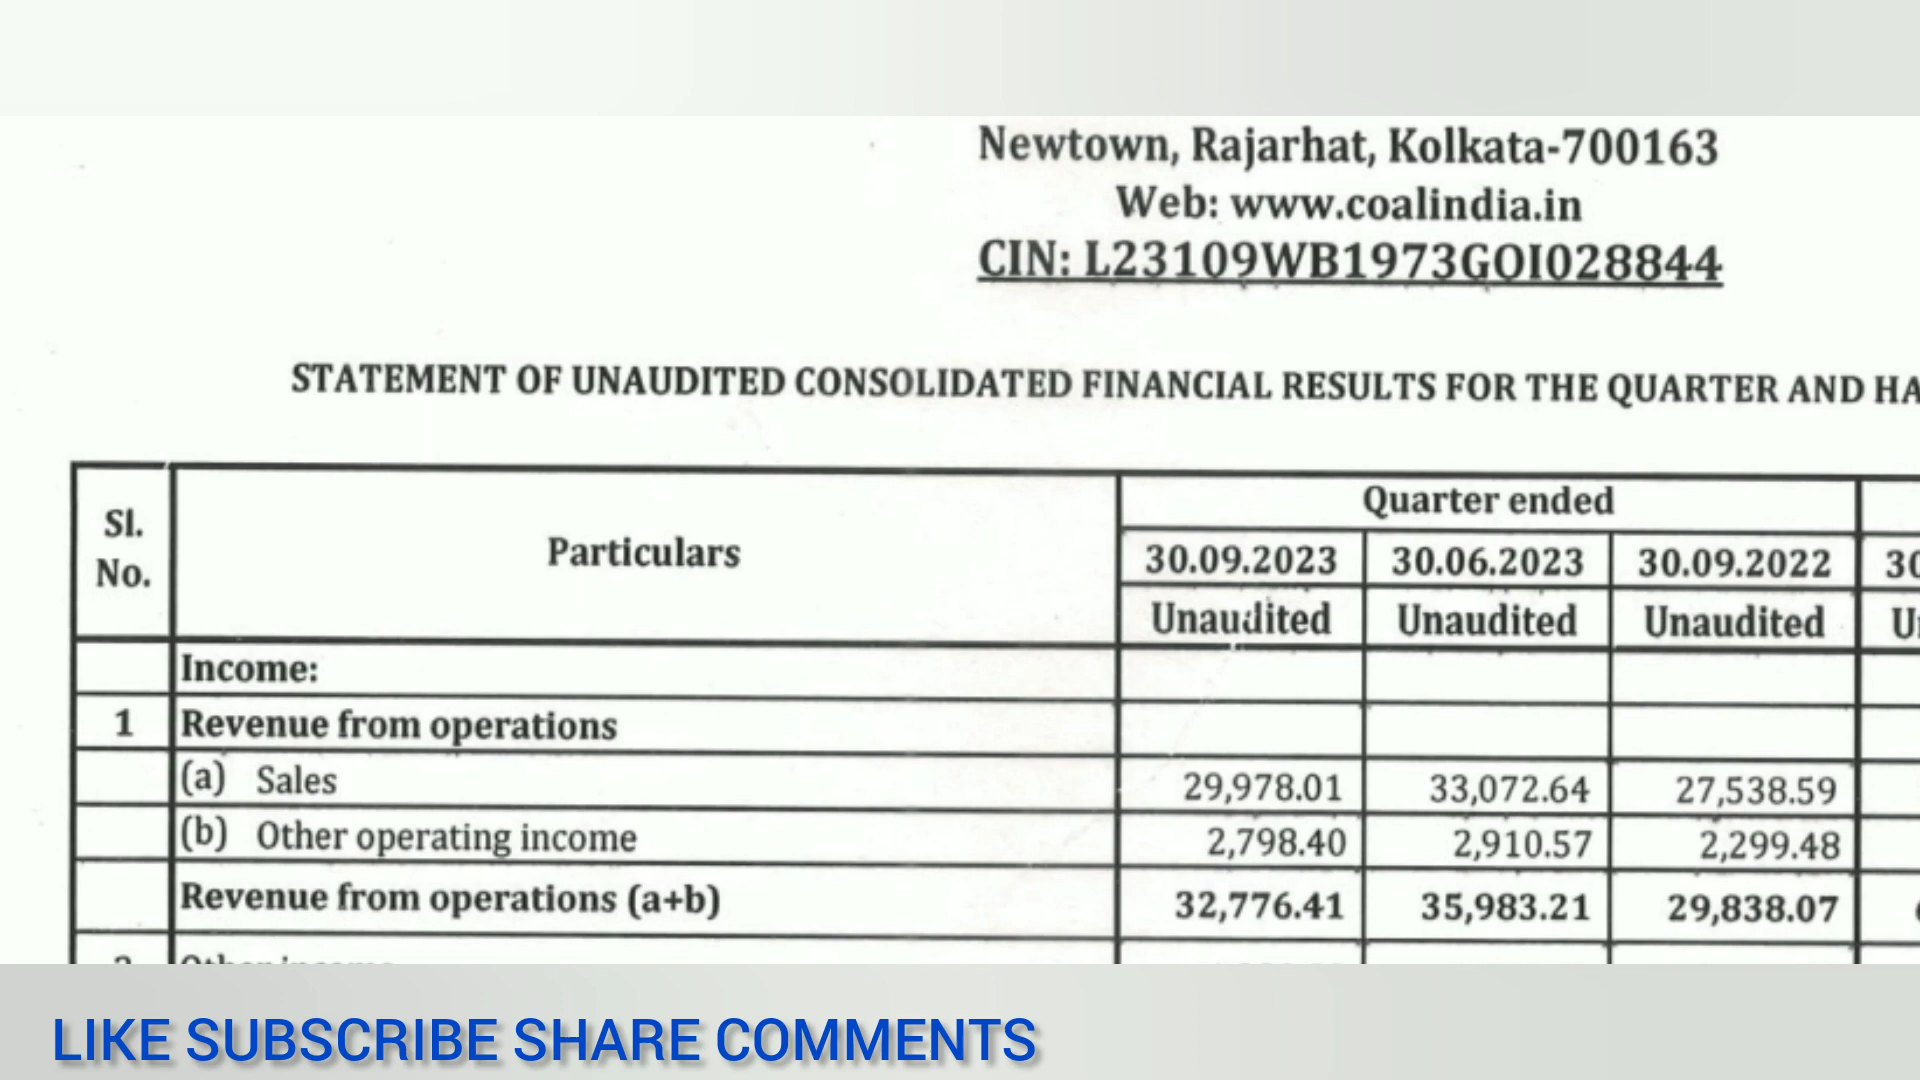 Newtown, Rajarhat, Kolkata-700163
Web: www.coalindia.in
CIN: L23109WB1973GOI028844
STATEMENT OF UNAUDITED CONSOLIDATED FINANCIAL RESULTS FOR THE QUARTER AND HA
Sl. No. Particulars Quarter ended
30.09.2023 30.06.2023 30.09.2022 30
Unaudited Unaudited Unaudited
Income:
1 Revenue from operations
(a) Sales 29,978.01 33,072.64 27,538.59
(b) Other operating income 2,798.40 2,910.57 2,299.48
Revenue from operations (a+b) 32,776.41 35,983.21 29,838.07
Other income
LIKE SUBSCRIBE SHARE COMMENTS